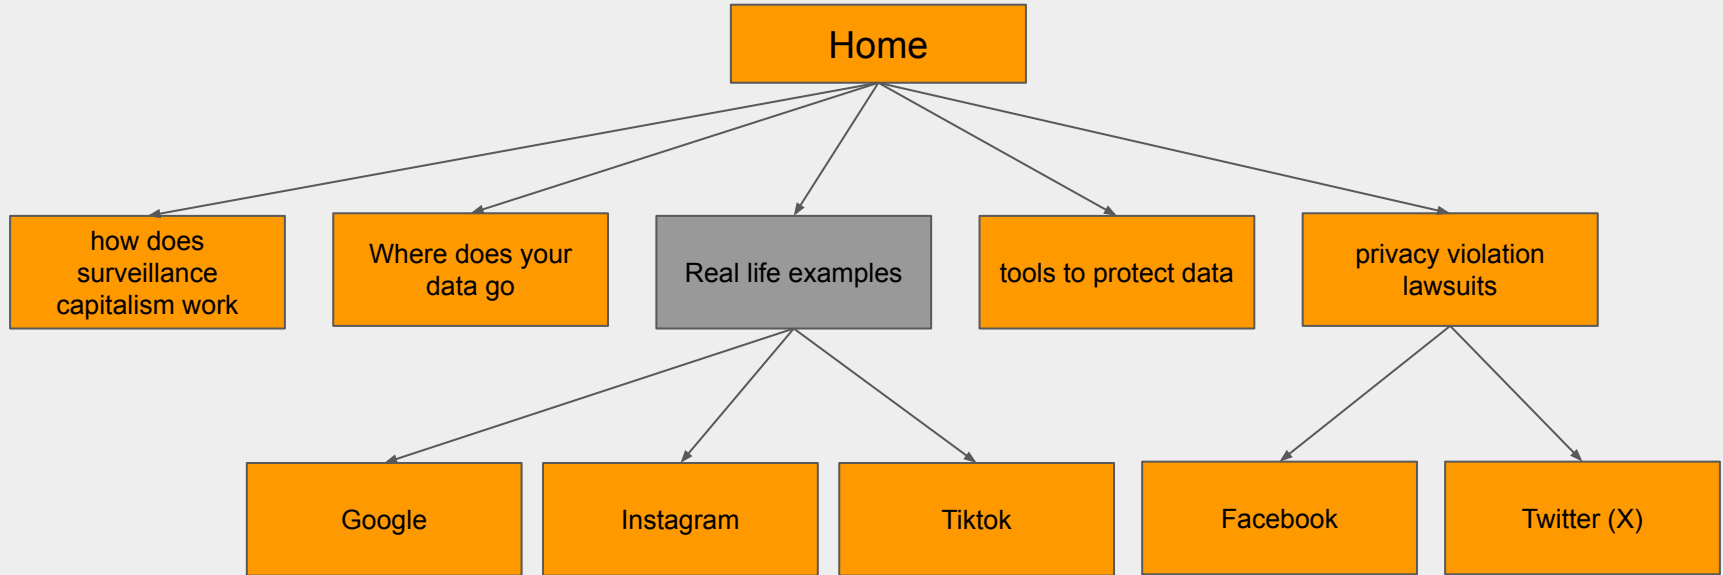 Home
how does
surveillance
capitalism work
Where does your
data go
Real life examples
tools to protect data
privacy violation
lawsuits
Google
Instagram
Tiktok
Facebook
Twitter (X)